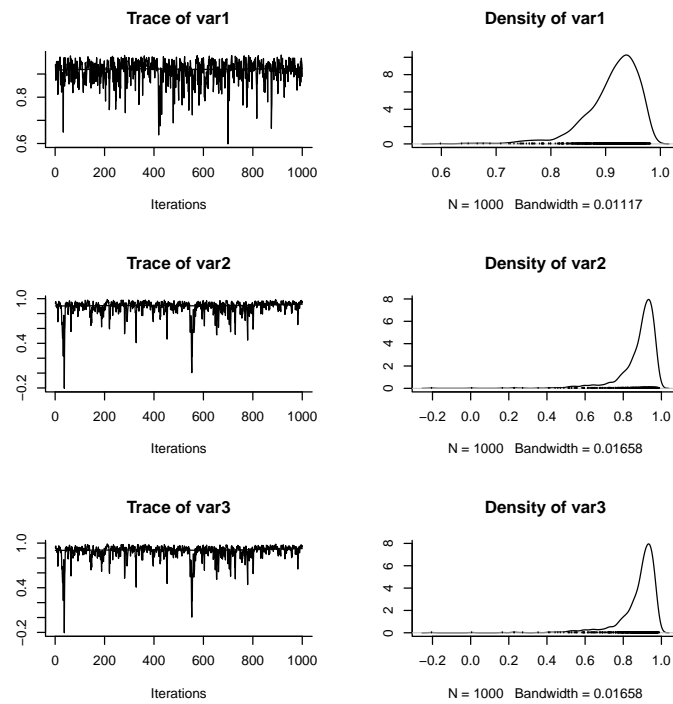 Trace of var1
0.6 0.8
0 200 400 600 800 1000
Iterations
Density of var1
0 4 8
0.6 0.7 0.8 0.9 1.0
N = 1000 Bandwidth = 0.01117
Trace of var2
−0.2 0.4 1.0
0 200 400 600 800 1000
Iterations
Density of var2
0 2 4 6 8
−0.2 0.0 0.2 0.4 0.6 0.8 1.0
N = 1000 Bandwidth = 0.01658
Trace of var3
−0.2 0.4 1.0
0 200 400 600 800 1000
Iterations
Density of var3
0 2 4 6 8
−0.2 0.0 0.2 0.4 0.6 0.8 1.0
N = 1000 Bandwidth = 0.01658